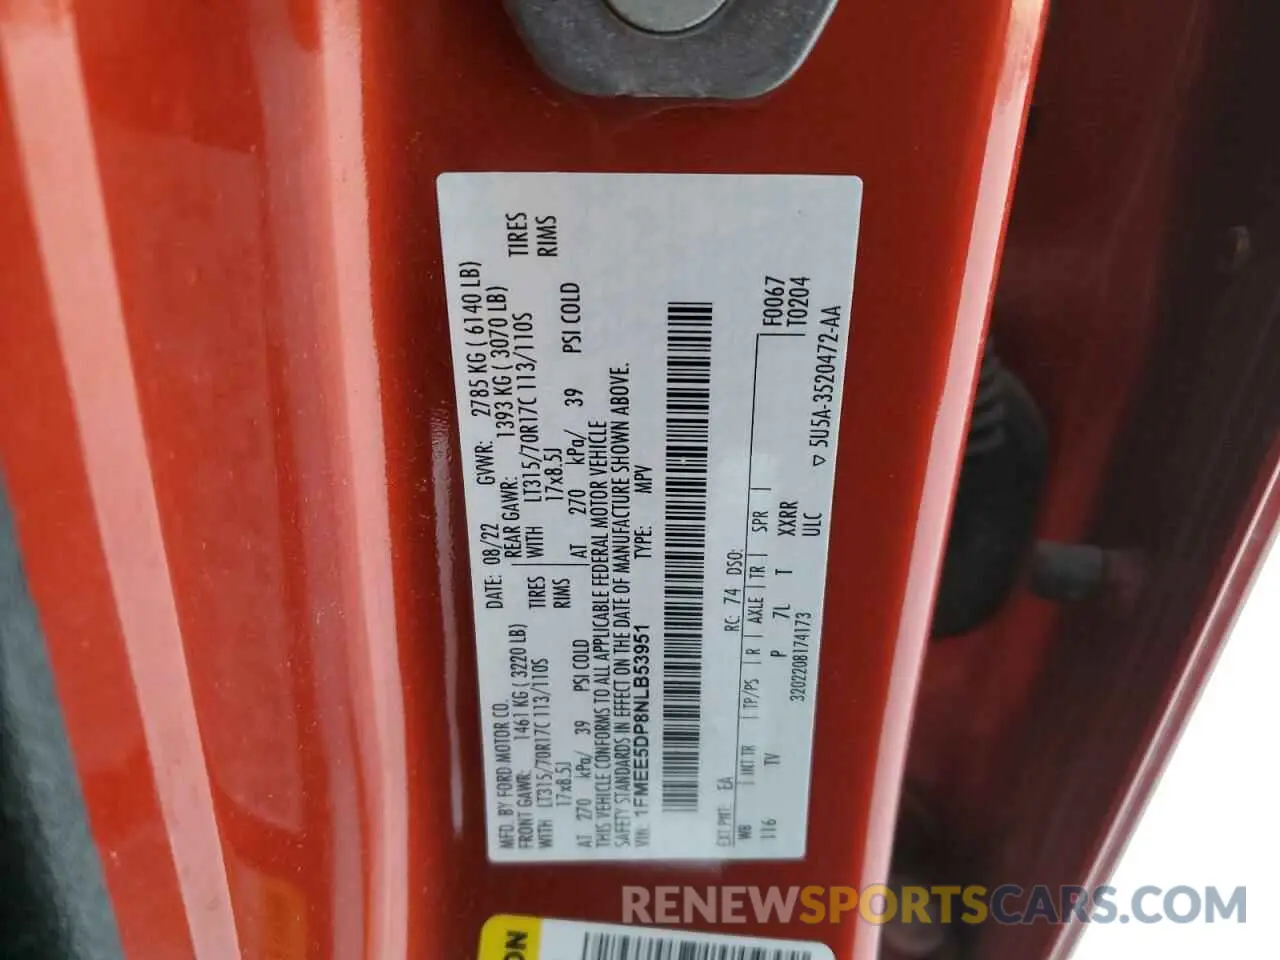 MFD. BY FORD MOTOR CO.
DATE: 08/22 GVWR: 2785 KG ( 6140 LB)
FRONT GAWR: 1461 KG ( 3220 LB) REAR GAWR: 1393 KG ( 3070 LB)
WITH LT315/70R17C 113/110S TIRES WITH LT315/70R17C 113/110S TIRES
17x8.5J RIMS 17x8.5J RIMS
AT 270 kPa/ 39 PSI COLD AT 270 kPa/ 39 PSI COLD
THIS VEHICLE CONFORMS TO ALL APPLICABLE FEDERAL MOTOR VEHICLE
SAFETY STANDARDS IN EFFECT ON THE DATE OF MANUFACTURE SHOWN ABOVE.
VIN: 1FMEE5DP8NLB53951 TYPE: MPV
EXT PNT: EA RC: 74 DSO: F0067
WB INT TR TP/PS R AXLE TR SPR T0204
116 TV P 7L T XXRR
3202208174173 ULC
▽ 5U5A-3520472-AA
ON
RENEWSPORTSCARS.COM